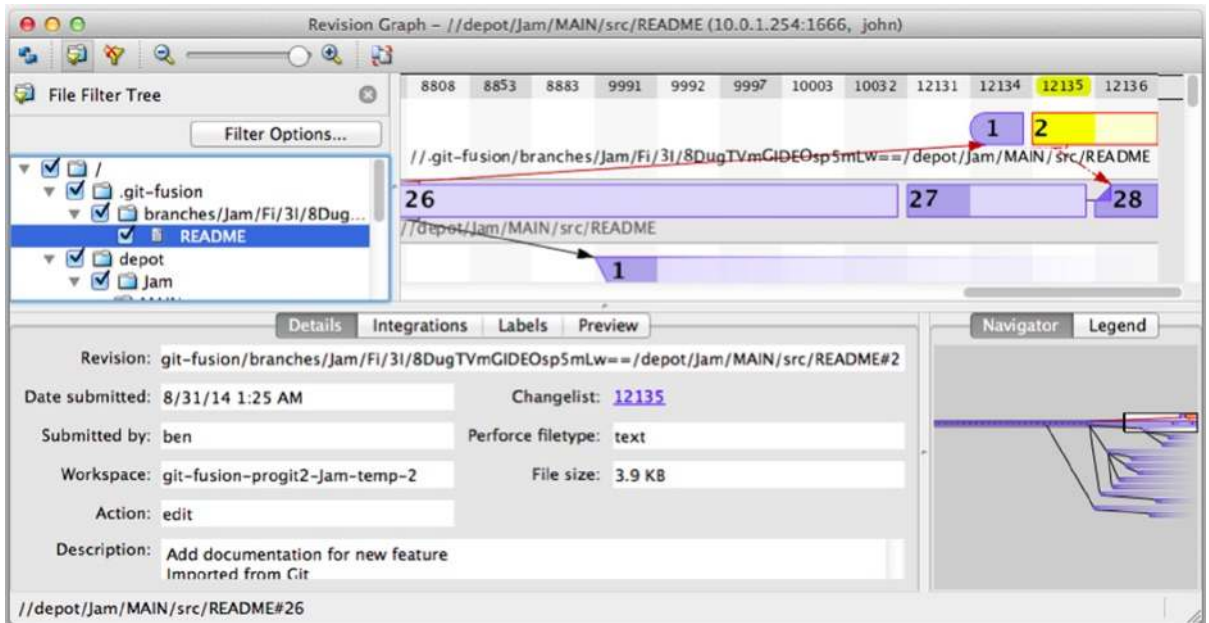 Revision Graph – //depot/Jam/MAIN/src/README (10.0.1.254:1666, john)
File Filter Tree
Filter Options...
/
.git-fusion
branches/Jam/Fi/3I/8Dug...
README
depot
Jam
8808 8853 8883 9991 9992 9997 10003 10032 12131 12134 12135 12136
1 2
//.git-fusion/branches/Jam/Fi/3I/8DugTVmGIDEOsp5mLw==/depot/Jam/MAIN/src/README
26 27 28
//depot/Jam/MAIN/src/README
1
Details Integrations Labels Preview
Navigator Legend
Revision: git-fusion/branches/Jam/Fi/3I/8DugTVmGIDEOsp5mLw==/depot/Jam/MAIN/src/README#2
Date submitted: 8/31/14 1:25 AM Changelist: 12135
Submitted by: ben Perforce filetype: text
Workspace: git-fusion-progit2-Jam-temp-2 File size: 3.9 KB
Action: edit
Description: Add documentation for new feature
Imported from Git
//depot/Jam/MAIN/src/README#26